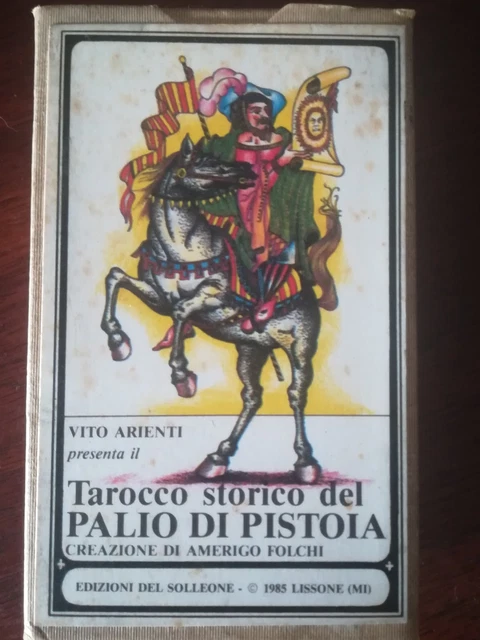 VITO ARIENTI
presenta il
Tarocco storico del
PALIO DI PISTOIA
CREAZIONE DI AMERIGO FOLCHI
EDIZIONI DEL SOLLEONE - © 1985 LISSONE (MI)